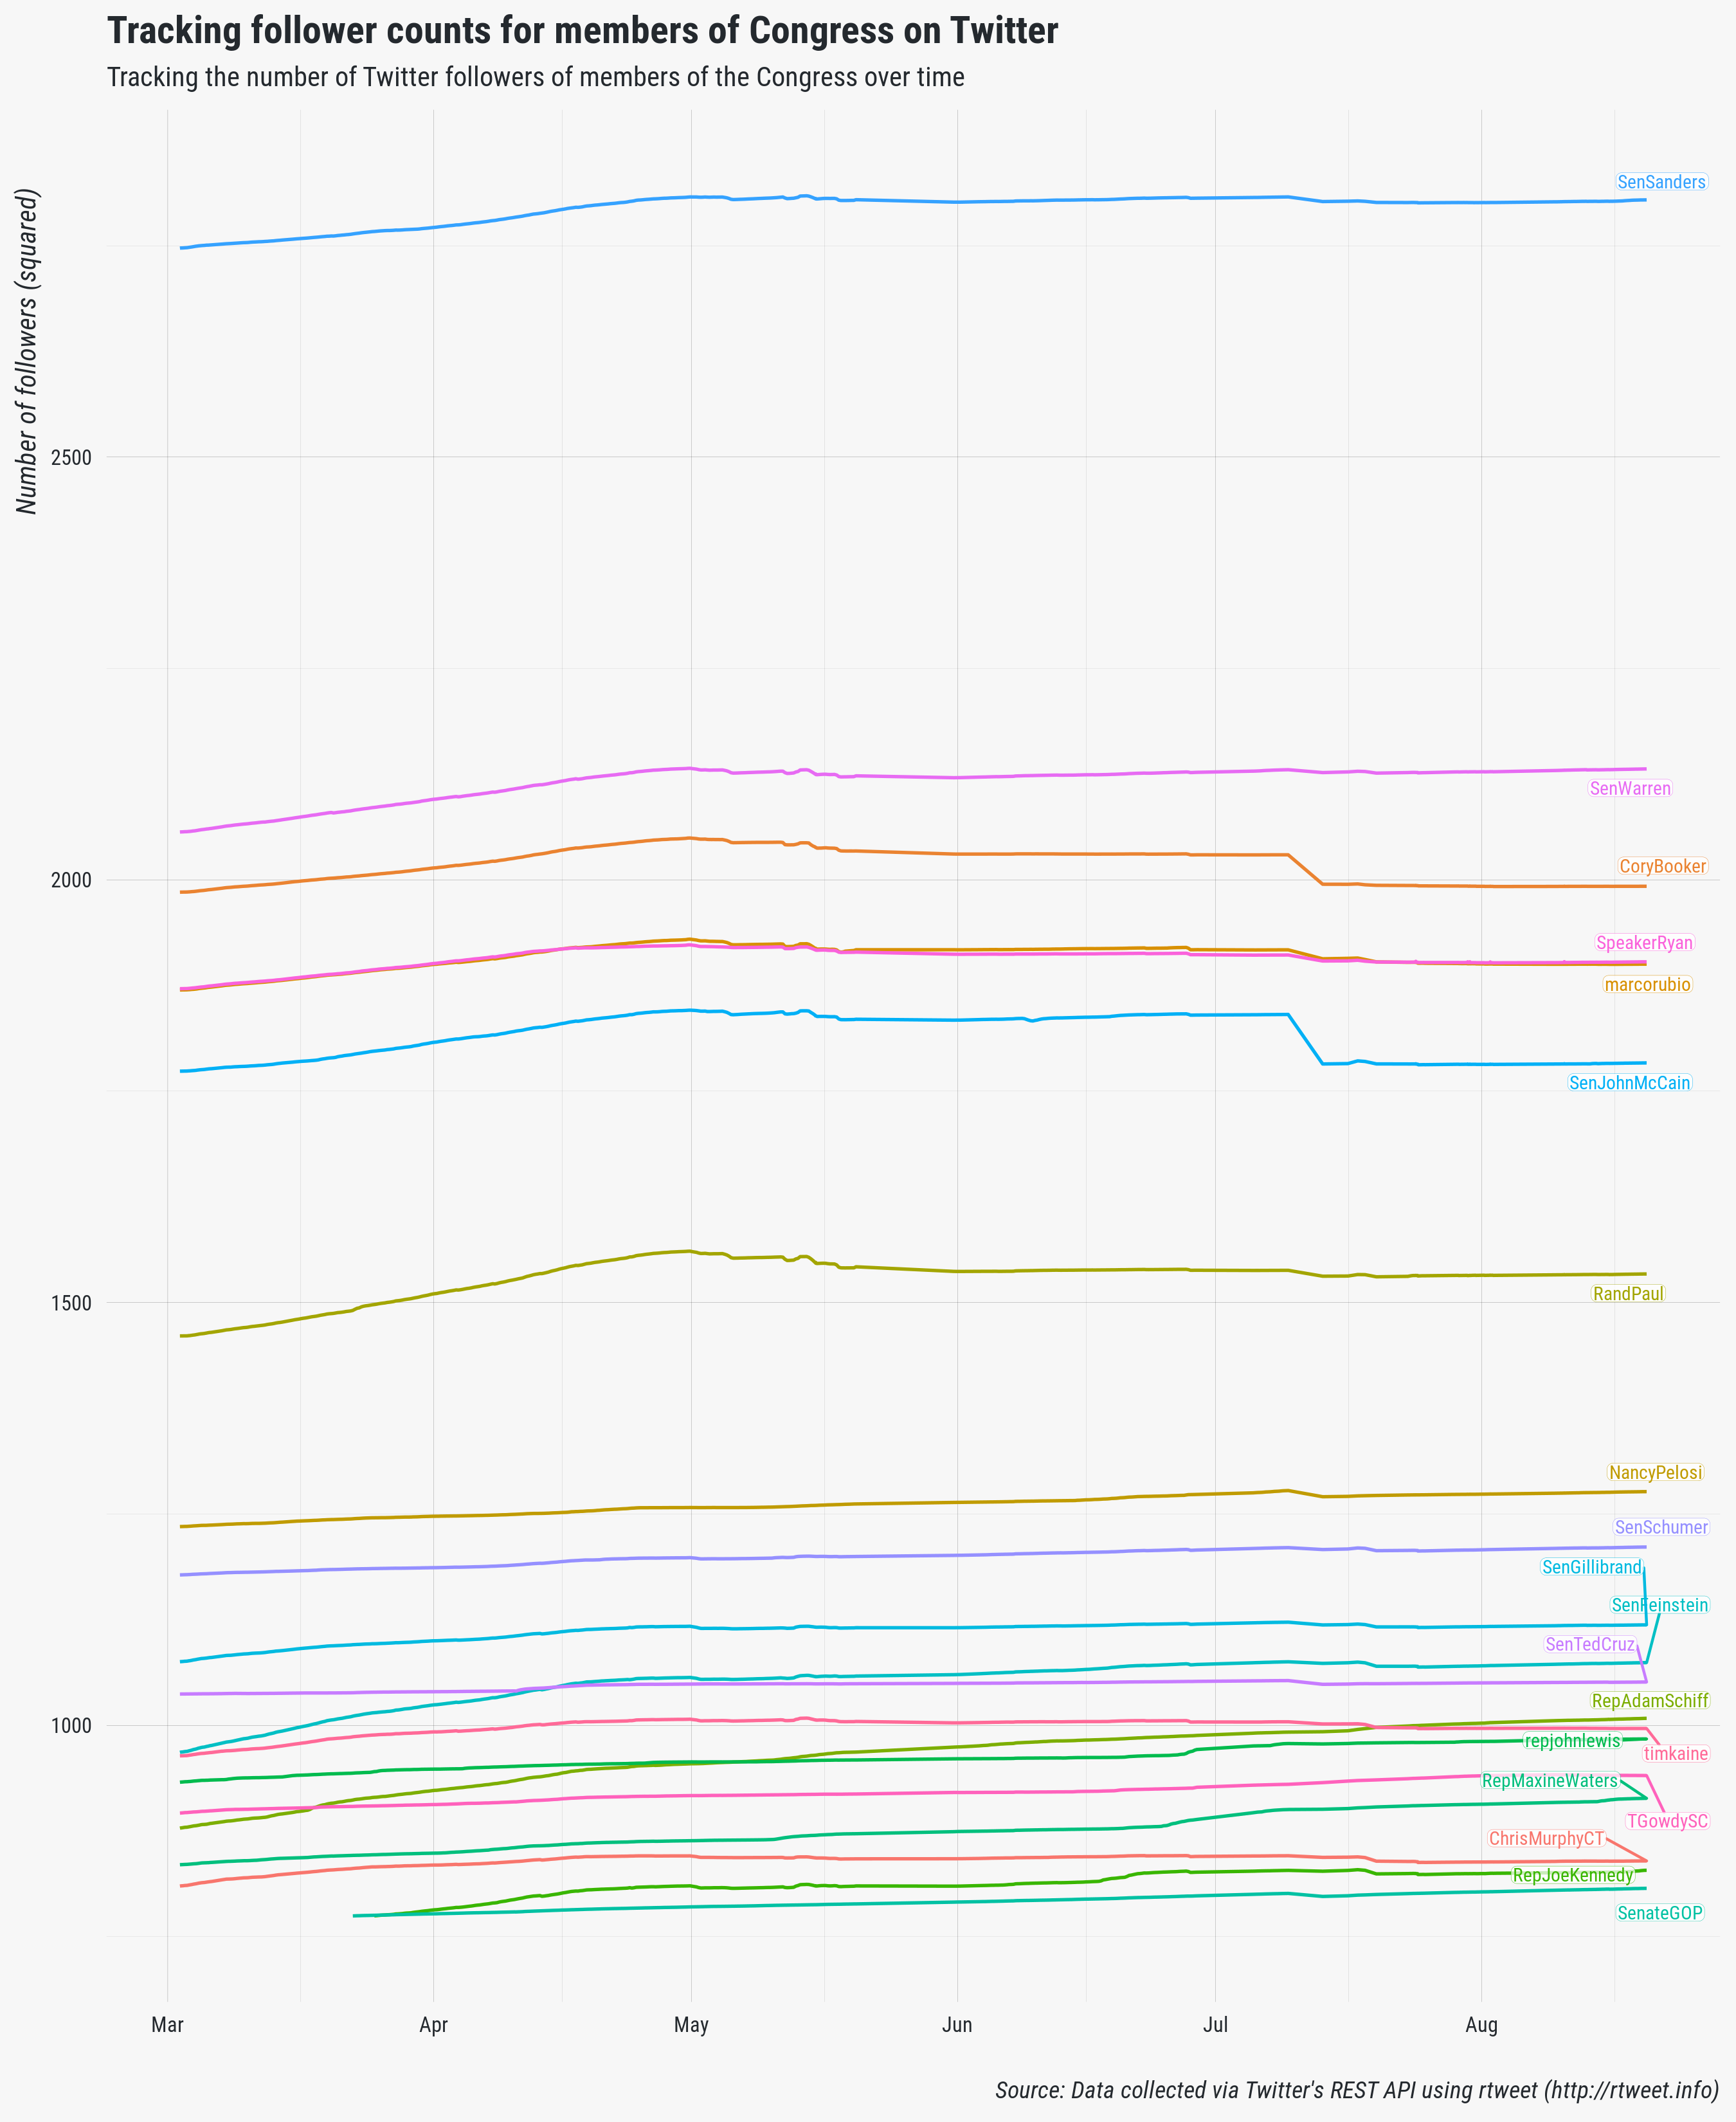 Tracking follower counts for members of Congress on Twitter
Tracking the number of Twitter followers of members of the Congress over time
Number of followers (squared)
2500
2000
1500
1000
SenSanders
SenWarren
CoryBooker
SpeakerRyan
marcorubio
SenJohnMcCain
RandPaul
NancyPelosi
SenSchumer
SenGillibrand
SenFeinstein
SenTedCruz
RepAdamSchiff
repjohnlewis
timkaine
RepMaxineWaters
TGowdySC
ChrisMurphyCT
RepJoeKennedy
SenateGOP
Mar Apr May Jun Jul Aug
Source: Data collected via Twitter's REST API using rtweet (http://rtweet.info)